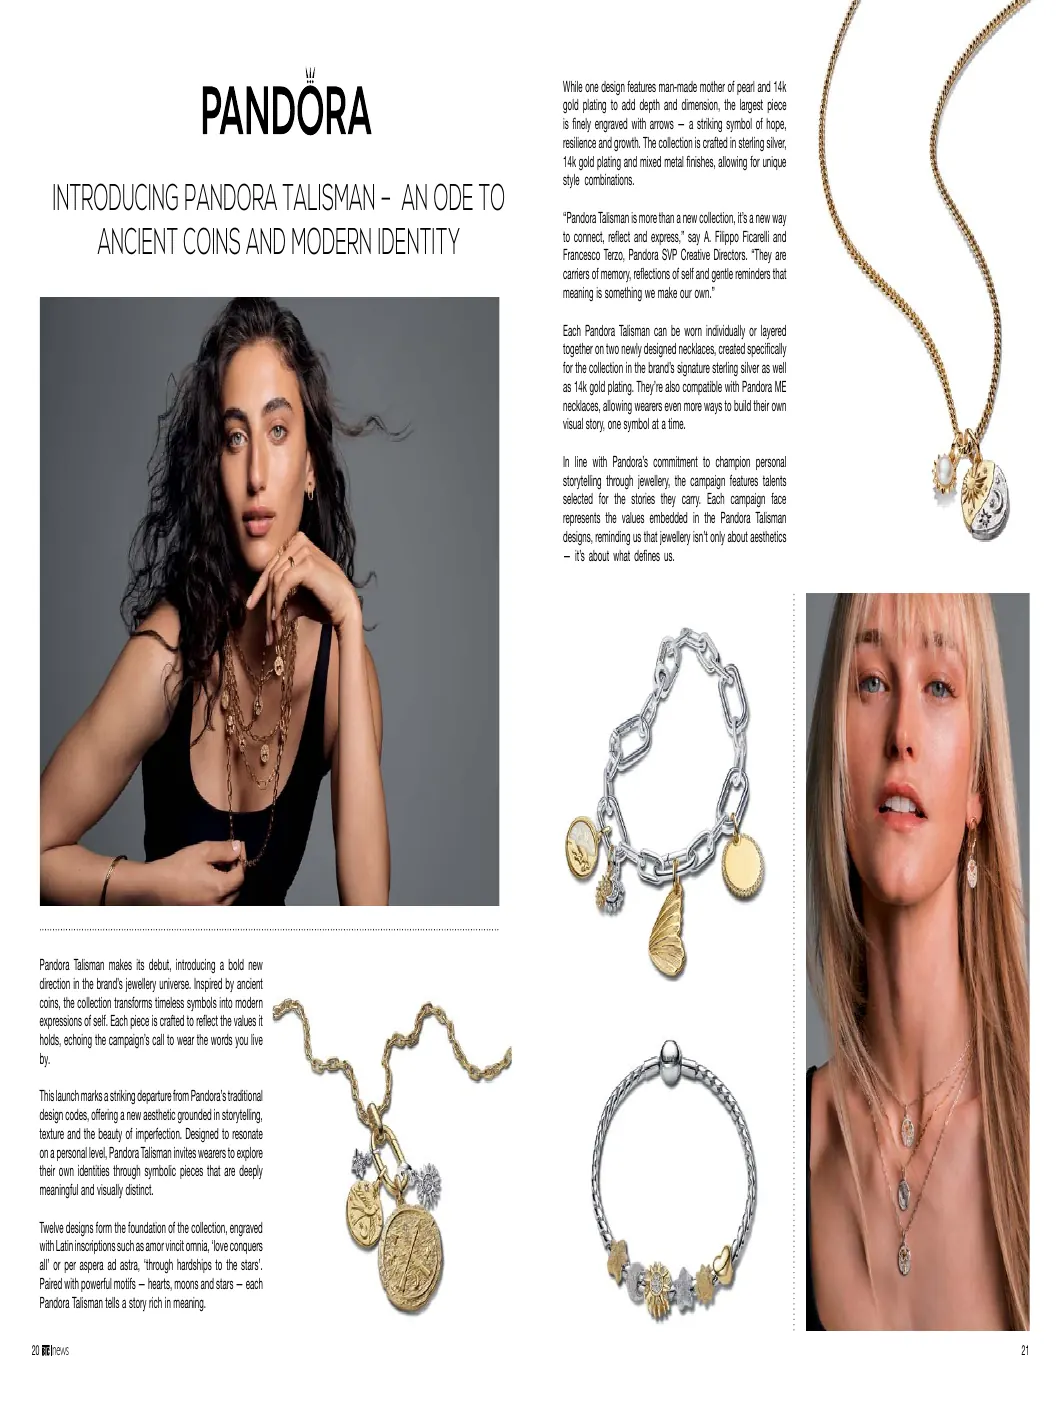 PANDORA
INTRODUCING PANDORA TALISMAN – AN ODE TO
ANCIENT COINS AND MODERN IDENTITY
Pandora Talisman makes its debut, introducing a bold new
direction in the brand's jewellery universe. Inspired by ancient
coins, the collection transforms timeless symbols into modern
expressions of self. Each piece is crafted to reflect the values it
holds, echoing the campaign's call to wear the words you live
by.
This launch marks a striking departure from Pandora's traditional
design codes, offering a new aesthetic grounded in storytelling,
texture and the beauty of imperfection. Designed to resonate
on a personal level, Pandora Talisman invites wearers to explore
their own identities through symbolic pieces that are deeply
meaningful and visually distinct.
Twelve designs form the foundation of the collection, engraved
with Latin inscriptions such as amor vincit omnia, 'love conquers
all' or per aspera ad astra, 'through hardships to the stars'.
Paired with powerful motifs – hearts, moons and stars – each
Pandora Talisman tells a story rich in meaning.
20 BTE news
While one design features man-made mother of pearl and 14k
gold plating to add depth and dimension, the largest piece
is finely engraved with arrows – a striking symbol of hope,
resilience and growth. The collection is crafted in sterling silver,
14k gold plating and mixed metal finishes, allowing for unique
style combinations.
“Pandora Talisman is more than a new collection, it's a new way
to connect, reflect and express,” say A. Filippo Ficarelli and
Francesco Terzo, Pandora SVP Creative Directors. “They are
carriers of memory, reflections of self and gentle reminders that
meaning is something we make our own.”
Each Pandora Talisman can be worn individually or layered
together on two newly designed necklaces, created specifically
for the collection in the brand's signature sterling silver as well
as 14k gold plating. They're also compatible with Pandora ME
necklaces, allowing wearers even more ways to build their own
visual story, one symbol at a time.
In line with Pandora's commitment to champion personal
storytelling through jewellery, the campaign features talents
selected for the stories they carry. Each campaign face
represents the values embedded in the Pandora Talisman
designs, reminding us that jewellery isn't only about aesthetics
– it's about what defines us.
21